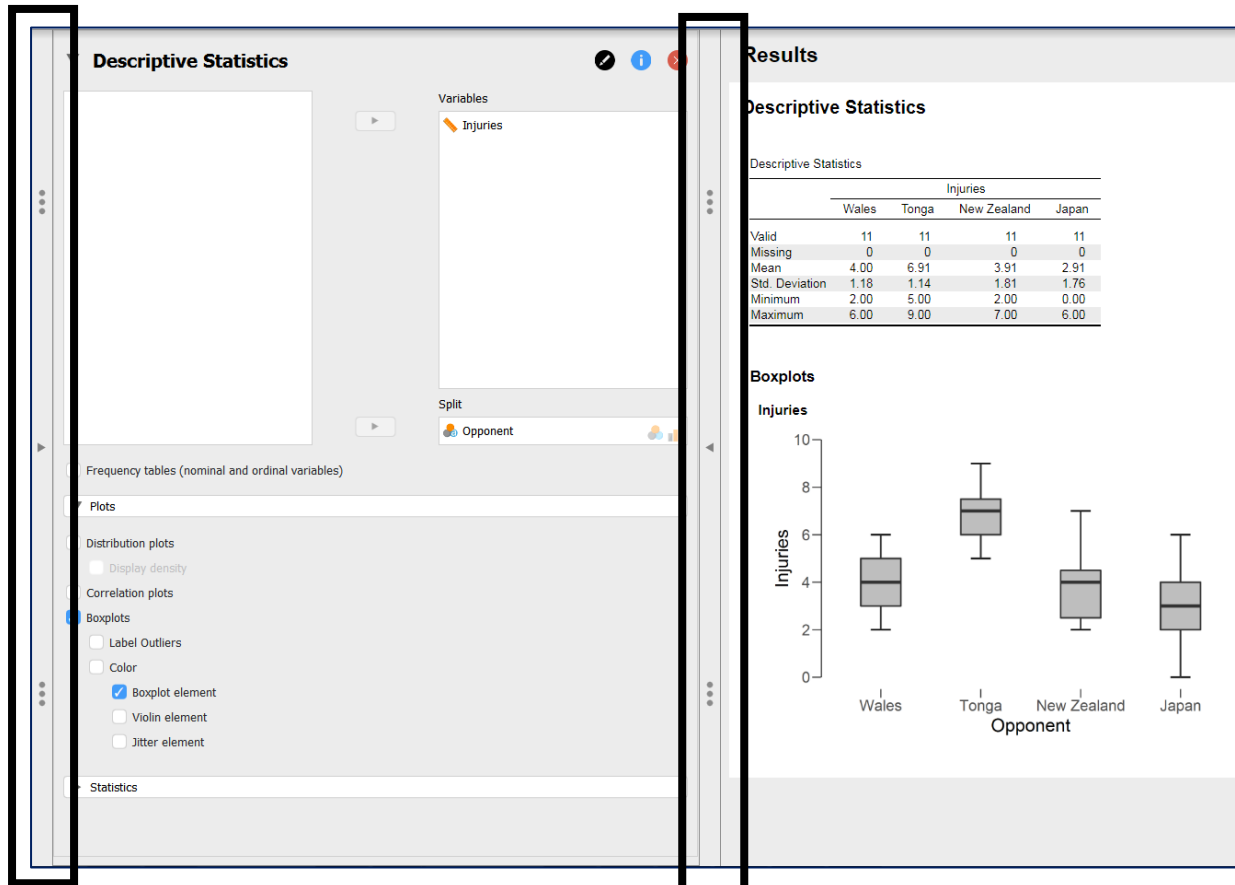 Descriptive Statistics
Variables
Injuries
Split
Opponent
Frequency tables (nominal and ordinal variables)
Plots
Distribution plots
Display density
Correlation plots
Boxplots
Label Outliers
Color
Boxplot element
Violin element
Jitter element
Statistics
Results
Descriptive Statistics
Descriptive Statistics
Injuries
Wales Tonga New Zealand Japan
Valid 11 11 11 11
Missing 0 0 0 0
Mean 4.00 6.91 3.91 2.91
Std. Deviation 1.18 1.14 1.81 1.76
Minimum 2.00 5.00 2.00 0.00
Maximum 6.00 9.00 7.00 6.00
Boxplots
Injuries
10
8
6
4
2
0
Injuries
Wales Tonga New Zealand Japan
Opponent